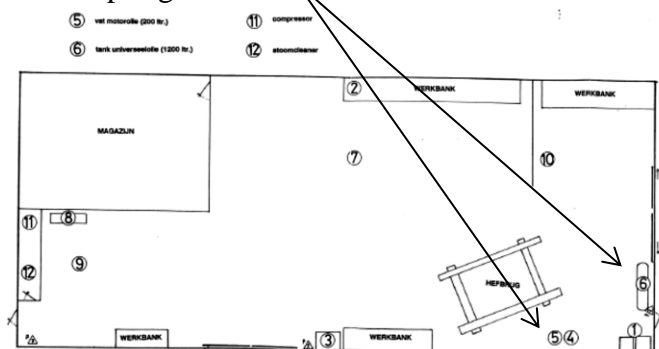 ⑤ vat motorolie (200 ltr.)
⑪ compressor
⑥ tank universeelolie (1200 ltr.)
⑫ stoomcleaner
②
WERKBANK
WERKBANK
MAGAZIJN
⑦
⑩
⑪
⑧
⑫
⑨
HEFBRUG
⑥
WERKBANK
③
WERKBANK
⑤④
①